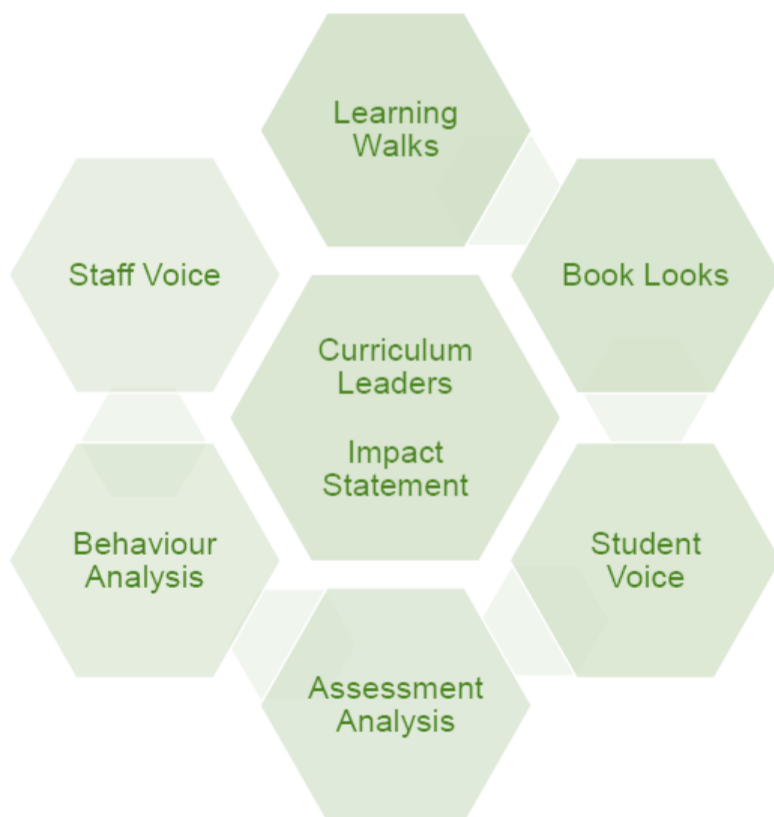 Learning
Walks
Staff Voice
Book Looks
Curriculum
Leaders
Impact
Statement
Behaviour
Analysis
Student
Voice
Assessment
Analysis